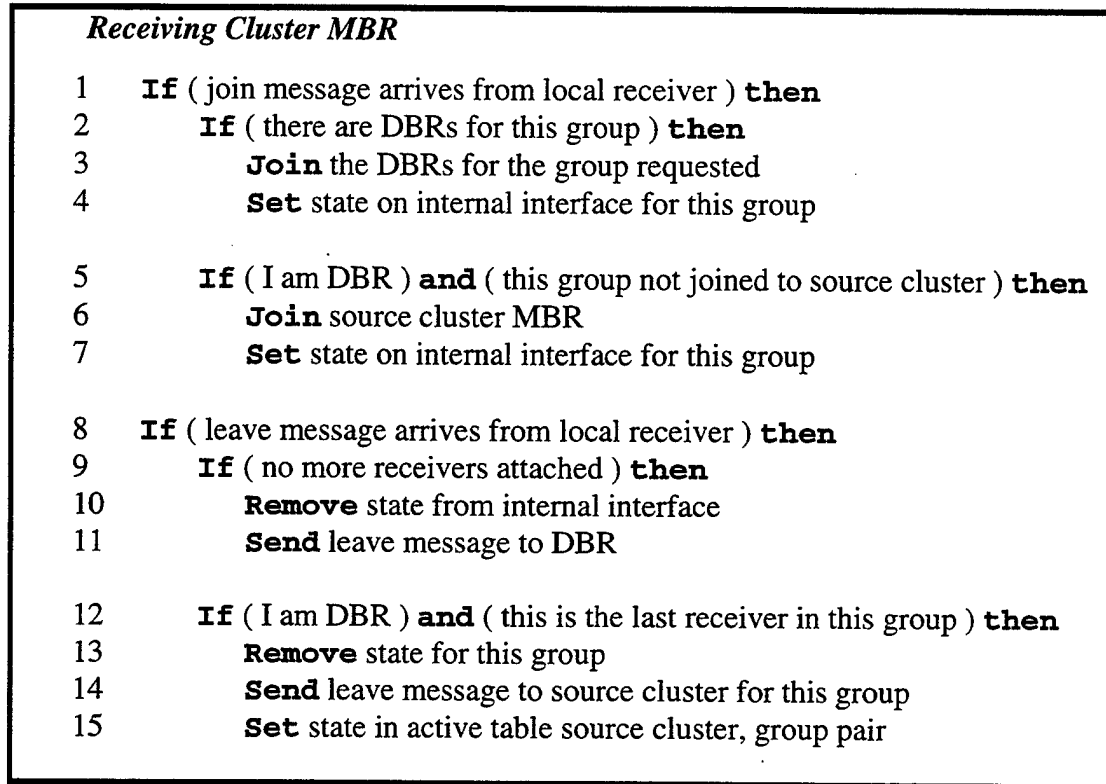 Receiving Cluster MBR
1 If ( join message arrives from local receiver ) then
2 If ( there are DBRs for this group ) then
3 Join the DBRs for the group requested
4 Set state on internal interface for this group
5 If ( I am DBR ) and ( this group not joined to source cluster ) then
6 Join source cluster MBR
7 Set state on internal interface for this group
8 If ( leave message arrives from local receiver ) then
9 If ( no more receivers attached ) then
10 Remove state from internal interface
11 Send leave message to DBR
12 If ( I am DBR ) and ( this is the last receiver in this group ) then
13 Remove state for this group
14 Send leave message to source cluster for this group
15 Set state in active table source cluster, group pair